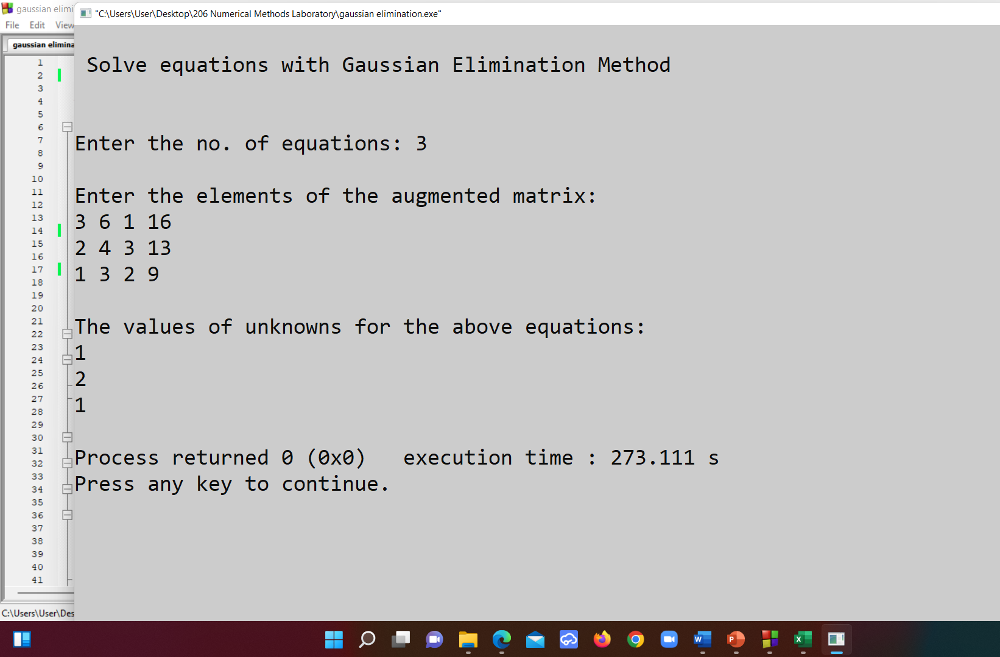 gaussian elimi
File Edit View
gaussian elimina
"C:\Users\User\Desktop\206 Numerical Methods Laboratory\gaussian elimination.exe"
Solve equations with Gaussian Elimination Method
Enter the no. of equations: 3
Enter the elements of the augmented matrix:
3 6 1 16
2 4 3 13
1 3 2 9
The values of unknowns for the above equations:
1
2
1
Process returned 0 (0x0)   execution time : 273.111 s
Press any key to continue.
1
2
3
4
5
6
7
8
9
10
11
12
13
14
15
16
17
18
19
20
21
22
23
24
25
26
27
28
29
30
31
32
33
34
35
36
37
38
39
40
41
C:\Users\User\Des
W
P
X